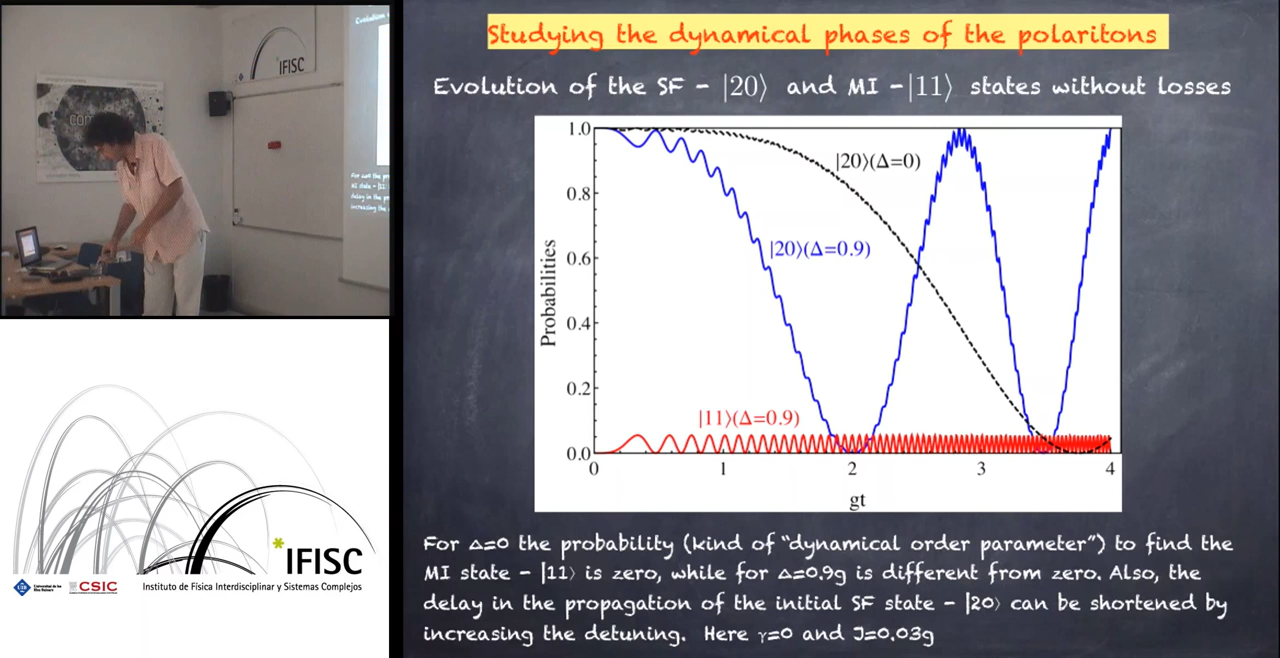 Studying the dynamical phases of the polaritons
Evolution of the SF - |20⟩ and MI -|11⟩ states without losses
IFISC
Probabilities
1.0
0.8
0.6
0.4
0.2
0.0
|20⟩(Δ=0)
|20⟩(Δ=0.9)
|11⟩(Δ=0.9)
0 1 2 3 4
gt
For Δ=0 the probability (kind of "dynamical order parameter") to find the
MI state - |11⟩ is zero, while for Δ=0.9g is different from zero. Also, the
delay in the propagation of the initial SF state - |20⟩ can be shortened by
increasing the detuning. Here γ=0 and J=0.03g
*IFISC
CSIC
Instituto de Física Interdisciplinar y Sistemas Complejos